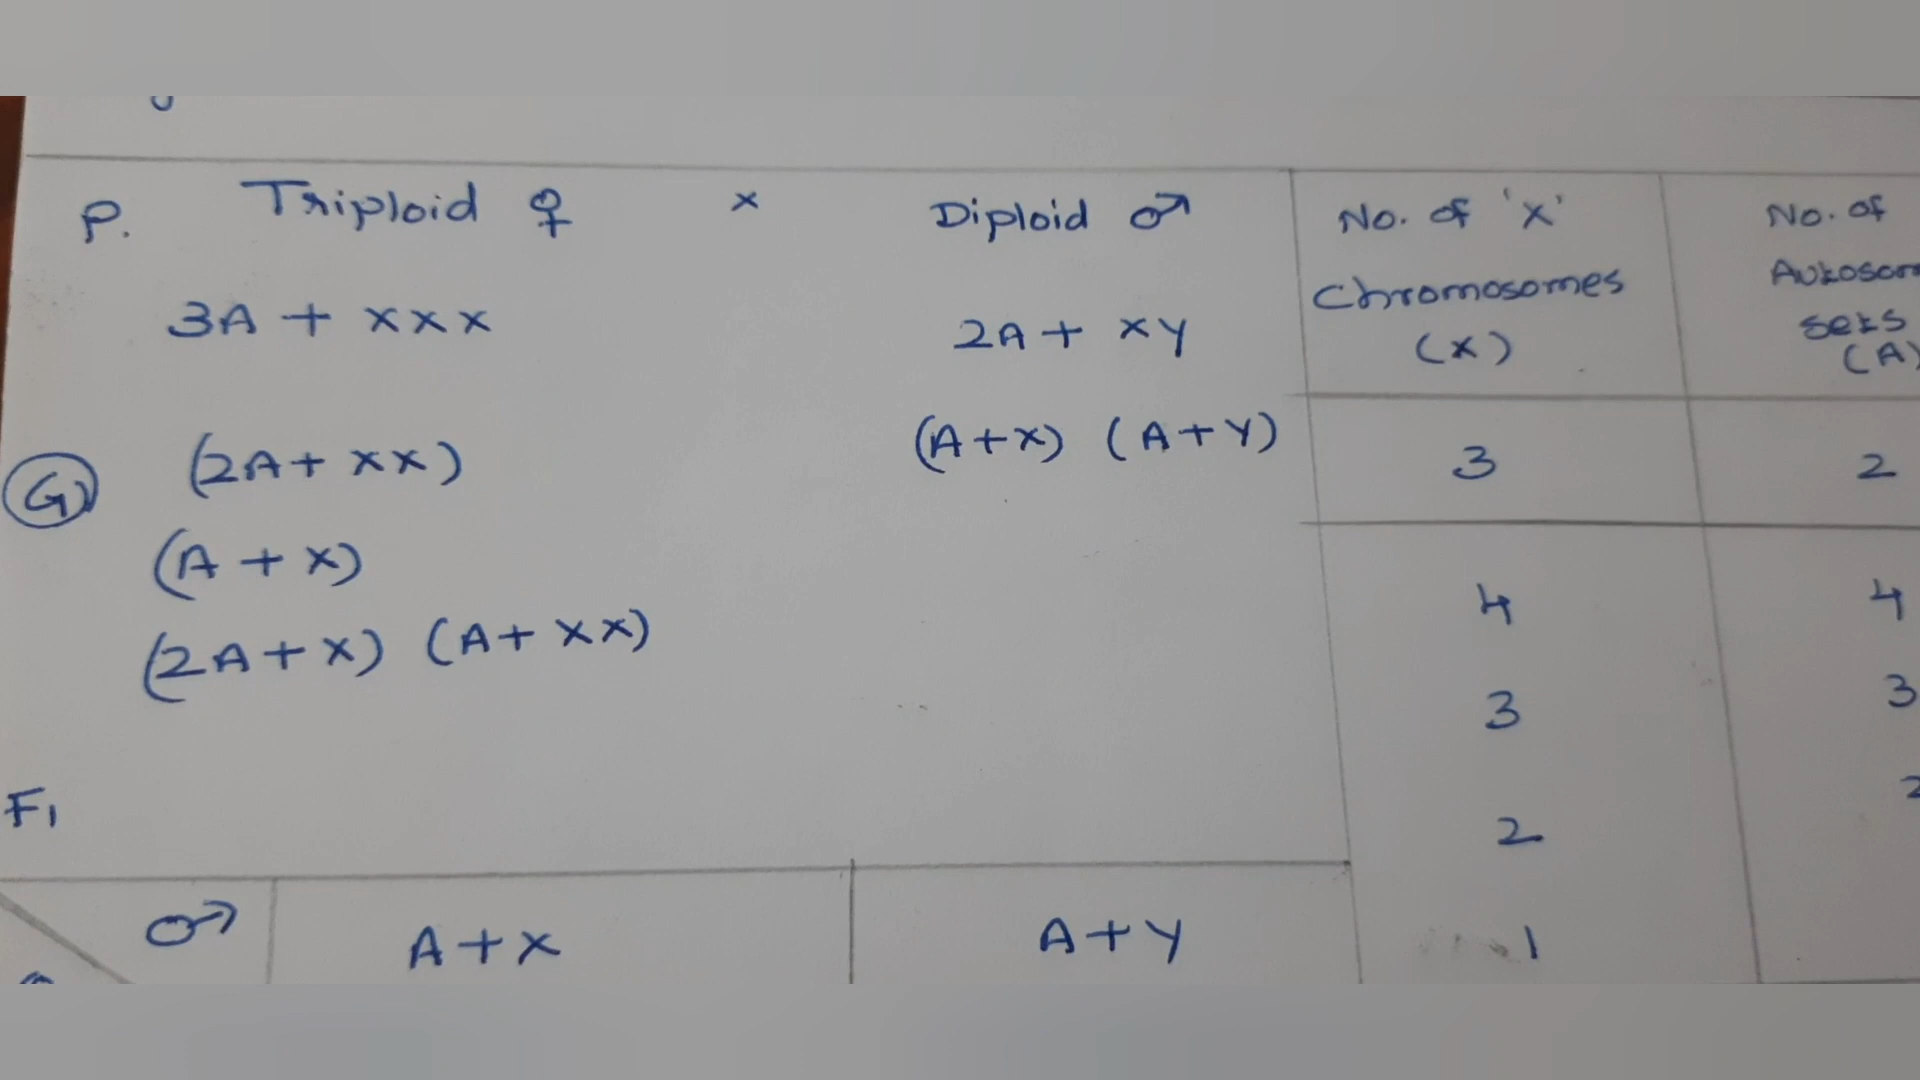 P. Triploid ♀ × Diploid ♂
3A + XXX 2A + XY
G (2A + XX) (A+X) (A+Y)
(A + X)
(2A + X) (A + XX)
F1
♂ A+X A+Y
No. of 'X'
Chromosomes
(X)
3
4
3
2
1
No. of
sets
(A)
2
4
3